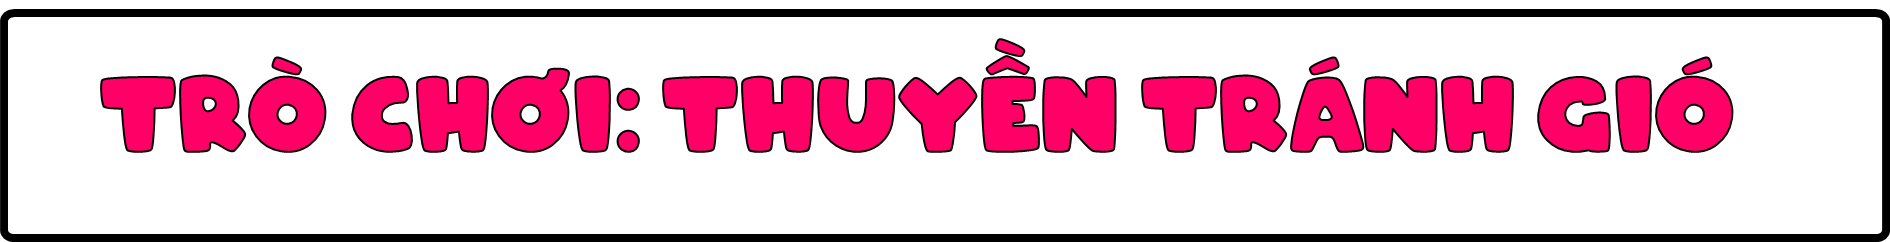 TRÒ CHƠI: THUYỀN TRÁNH GIÓ